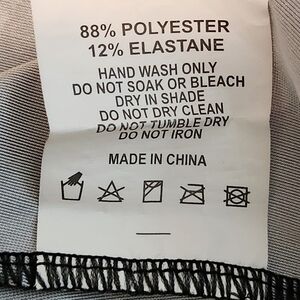 88% POLYESTER
12% ELASTANE
HAND WASH ONLY
DO NOT SOAK OR BLEACH
DRY IN SHADE
DO NOT DRY CLEAN
DO NOT TUMBLE DRY
DO NOT IRON
MADE IN CHINA